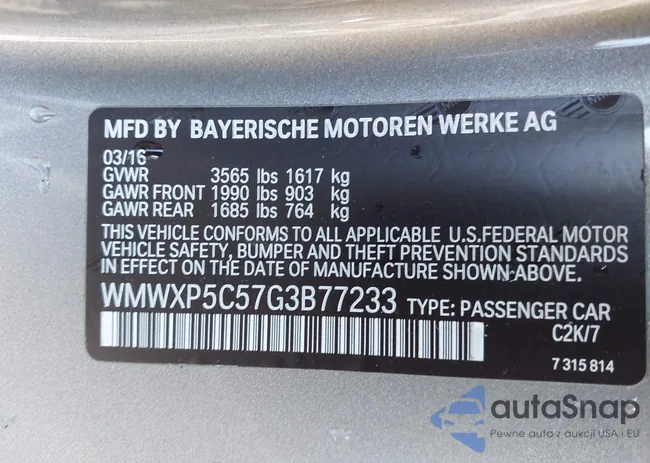 MFD BY BAYERISCHE MOTOREN WERKE AG
03/16
GVWR 3565 lbs 1617 kg
GAWR FRONT 1990 lbs 903 kg
GAWR REAR 1685 lbs 764 kg
THIS VEHICLE CONFORMS TO ALL APPLICABLE U.S.FEDERAL MOTOR
VEHICLE SAFETY, BUMPER AND THEFT PREVENTION STANDARDS
IN EFFECT ON THE DATE OF MANUFACTURE SHOWN ABOVE.
WMWXP5C57G3B77233 TYPE: PASSENGER CAR
C2K/7
7 315 814
autaSnap
Pewne auta z aukcji USA i EU